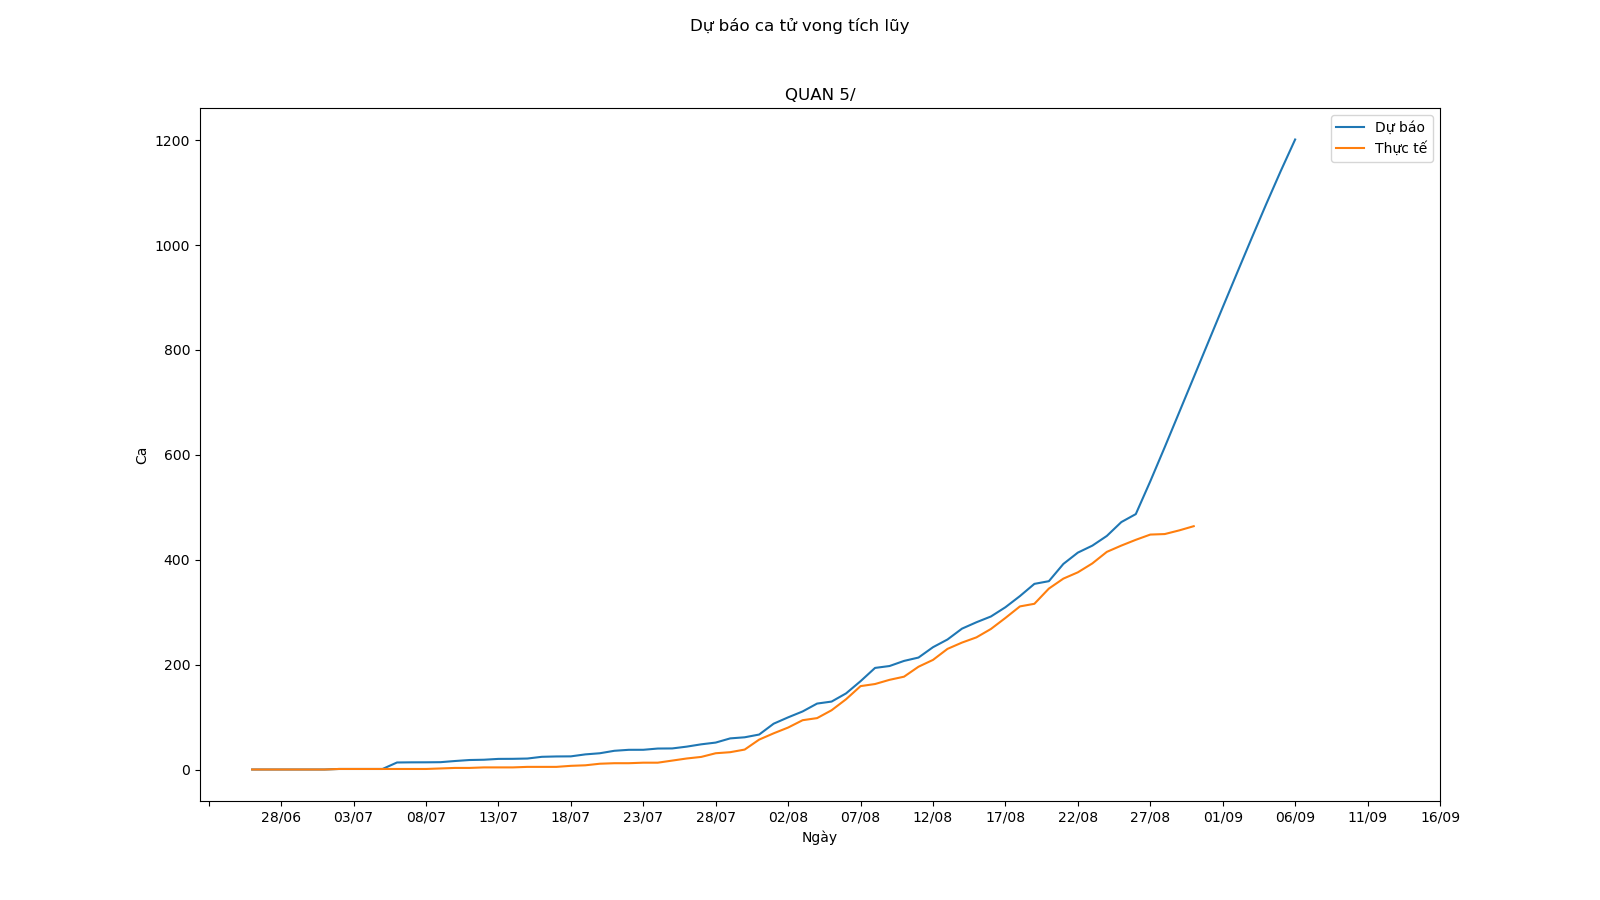 Dự báo ca tử vong tích lũy
QUAN 5/
Dự báo
Thực tế
1200
1000
800
600
400
200
0
Ca
28/06 03/07 08/07 13/07 18/07 23/07 28/07 02/08 07/08 12/08 17/08 22/08 27/08 01/09 06/09 11/09 16/09
Ngày